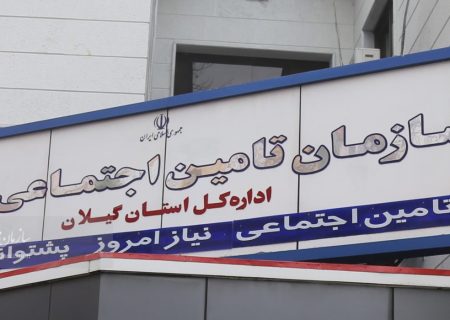 جمهوری اسلامی ایران
سازمان تامین اجتماعی
اداره کل استان گیلان
تامین اجتماعی نیاز امروز پشتوانه